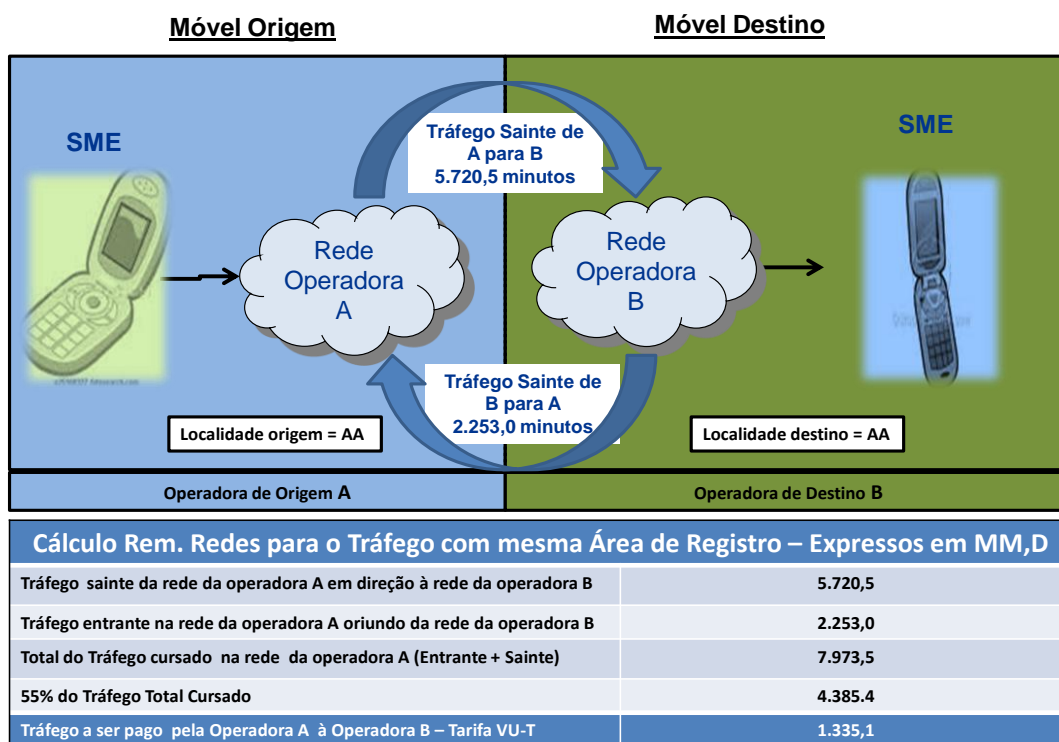 Móvel Origem
Móvel Destino
SME
SME
Tráfego Sainte de
A para B
5.720,5 minutos
Rede
Operadora
A
Rede
Operadora
B
Tráfego Sainte de
B para A
2.253,0 minutos
Localidade origem = AA
Localidade destino = AA
Operadora de Origem A
Operadora de Destino B
Cálculo Rem. Redes para o Tráfego com mesma Área de Registro – Expressos em MM,D
Tráfego sainte da rede da operadora A em direção à rede da operadora B 5.720,5
Tráfego entrante na rede da operadora A oriundo da rede da operadora B 2.253,0
Total do Tráfego cursado na rede da operadora A (Entrante + Sainte) 7.973,5
55% do Tráfego Total Cursado 4.385.4
Tráfego a ser pago pela Operadora A à Operadora B – Tarifa VU-T 1.335,1